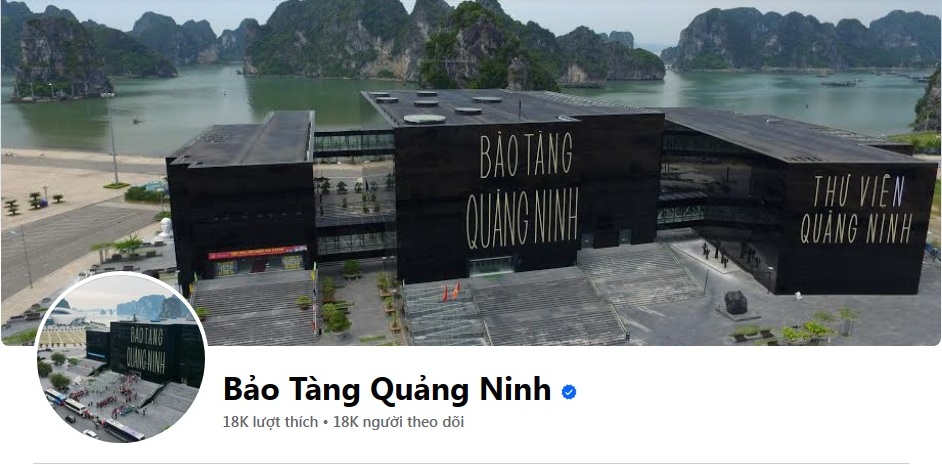 BẢO TÀNG
QUẢNG NINH
THƯ VIỆN
QUẢNG NINH
BẢO TÀNG
QUẢNG NINH
Bảo Tàng Quảng Ninh
18K lượt thích • 18K người theo dõi